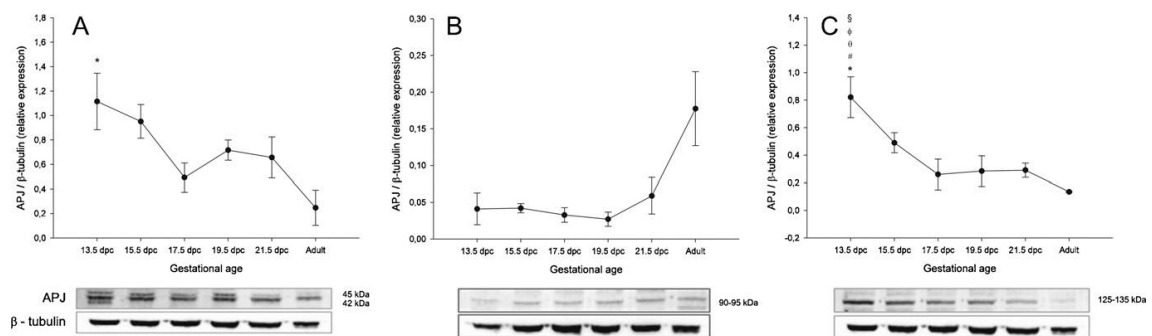 A
APJ / β-tubulin (relative expression)
1,8
1,6
1,4
1,2
1,0
0,8
0,6
0,4
0,2
0,0
*
13.5 dpc 15.5 dpc 17.5 dpc 19.5 dpc 21.5 dpc Adult
Gestational age
APJ
45 kDa
42 kDa
β - tubulin
B
APJ / β-tubulin (relative expression)
0,30
0,25
0,20
0,15
0,10
0,05
0,00
13.5 dpc 15.5 dpc 17.5 dpc 19.5 dpc 21.5 dpc Adult
Gestational age
90-95 kDa
C
APJ / β-tubulin (relative expression)
1,4
1,2
1,0
0,8
0,6
0,4
0,2
0,0
-0,2
§
ϕ
θ
#
*
13.5 dpc 15.5 dpc 17.5 dpc 19.5 dpc 21.5 dpc Adult
Gestational age
125-135 kDa